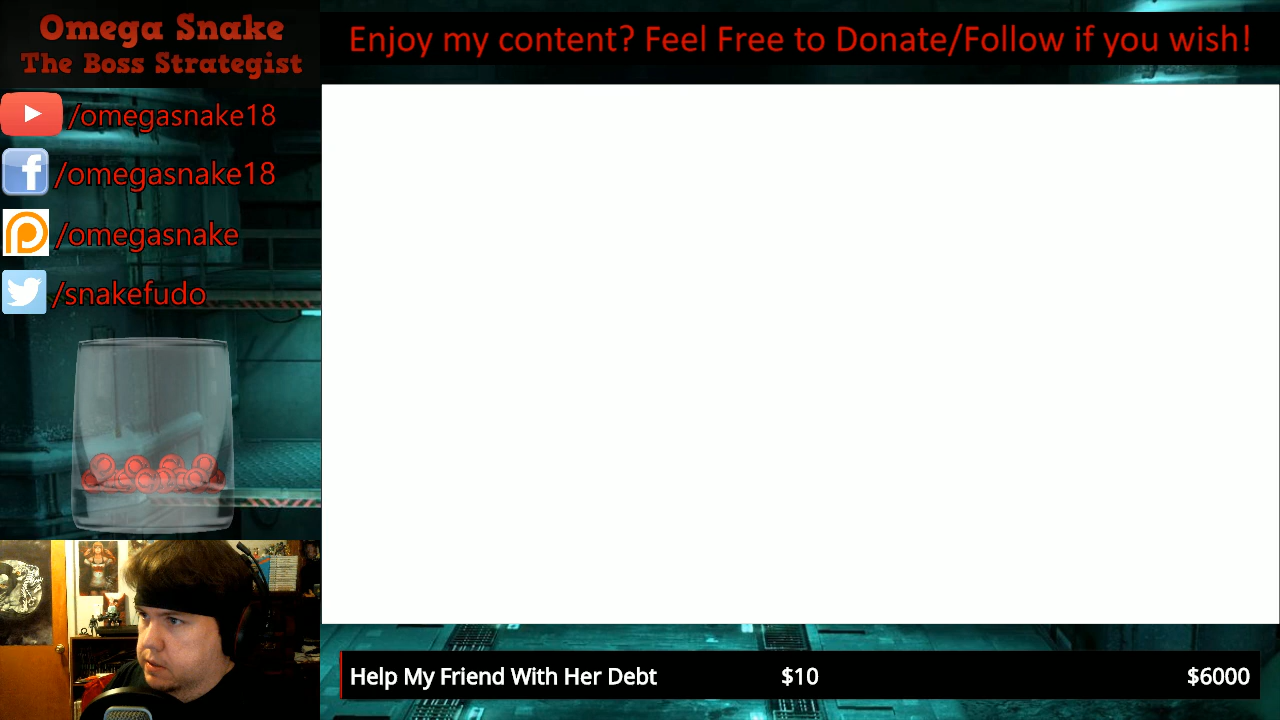 Omega Snake
The Boss Strategist
Enjoy my content? Feel Free to Donate/Follow if you wish!
/omegasnake18
/omegasnake18
/omegasnake
/snakefudo
Help My Friend With Her Debt $10 $6000